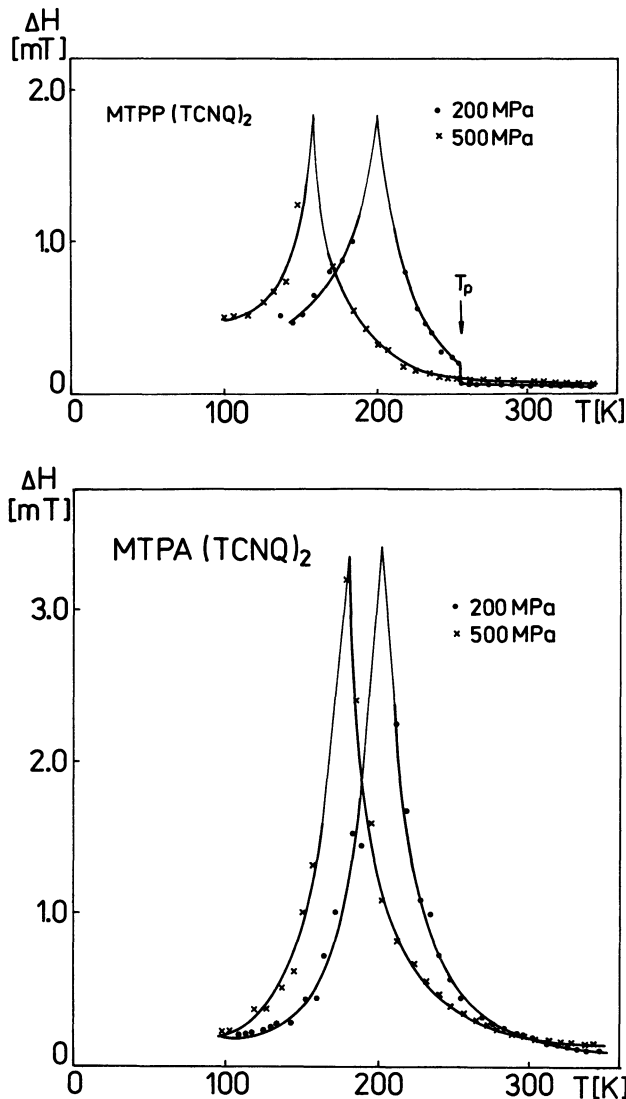 ΔH
[mT]
2.0
MTPP (TCNQ)₂
• 200 MPa
× 500 MPa
1.0
Tp
0
0 100 200 300 T[K]
ΔH
[mT]
MTPA (TCNQ)₂
3.0
• 200 MPa
× 500 MPa
2.0
1.0
0
0 100 200 300 T[K]